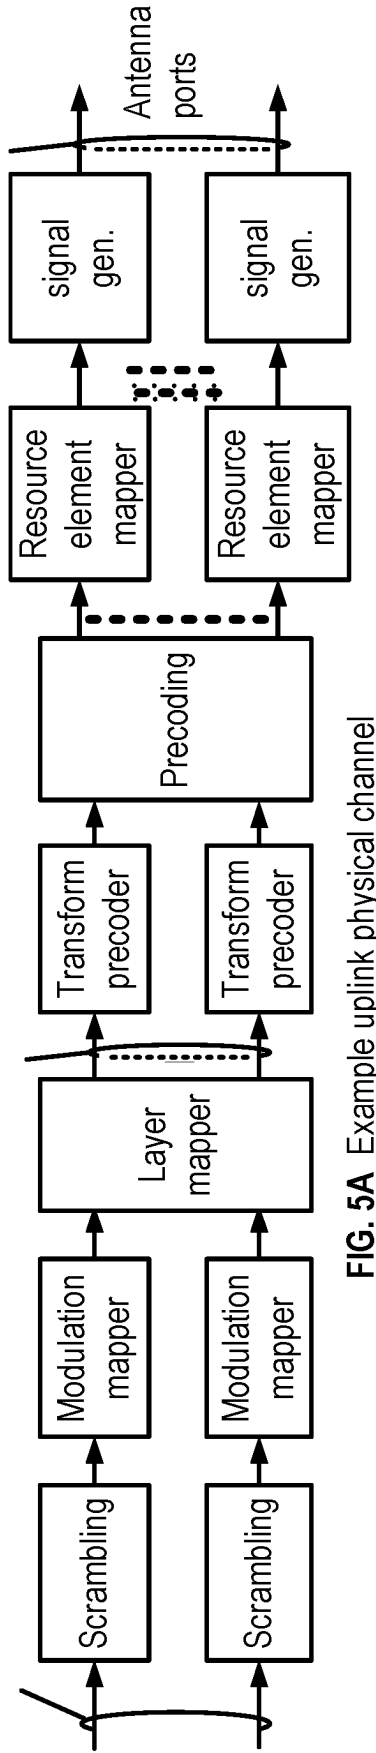 Scrambling
Modulation
mapper
Layer
mapper
Transform
precoder
Precoding
Resource
element
mapper
signal
gen.
Scrambling
Modulation
mapper
Transform
precoder
Resource
element
mapper
signal
gen.
Antenna
ports
FIG. 5A Example uplink physical channel